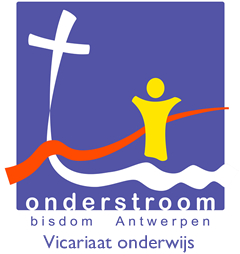 onderstroom
bisdom Antwerpen
Vicariaat onderwijs